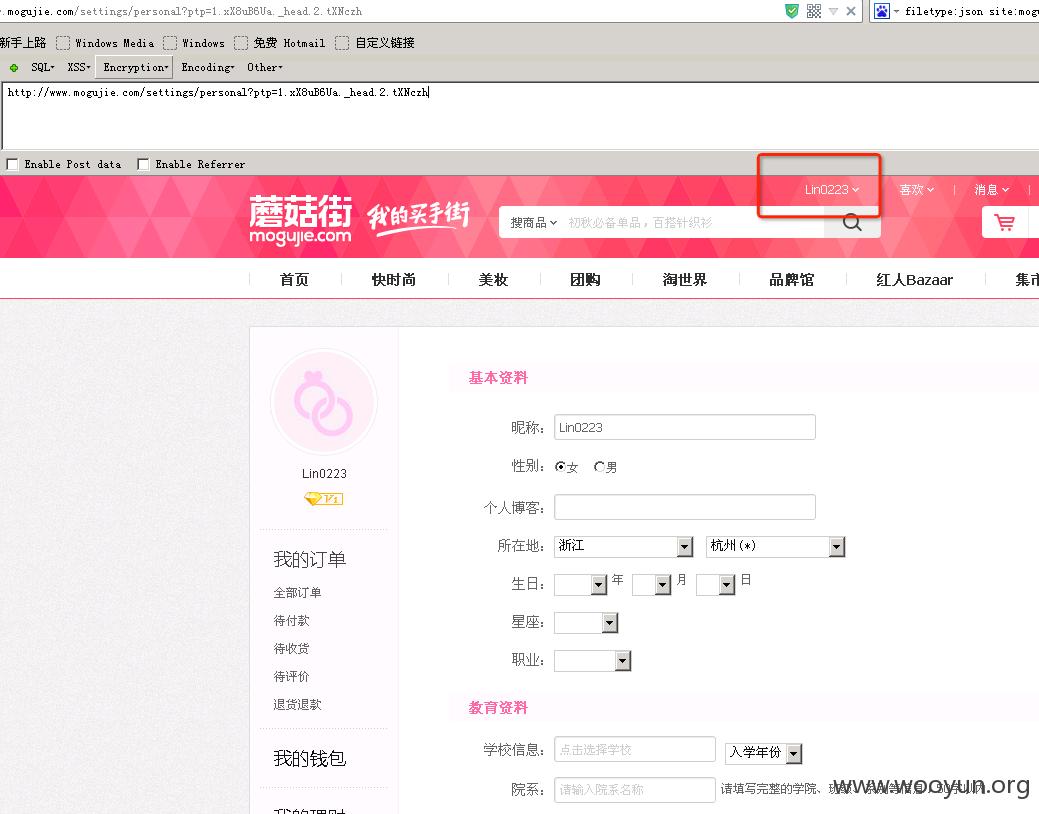 .mogujie.com/settings/personal?ptp=1.xX8uB6Ua._head.2.tXNczh filetype:json site:mogu
新手上路 Windows Media Windows 免费 Hotmail 自定义链接
SQL XSS Encryption Encoding Other
http://www.mogujie.com/settings/personal?ptp=1.xX8uB6Ua._head.2.tXNczh
Enable Post data Enable Referrer
Lin0223 喜欢 消息
蘑菇街 我的买手街
mogujie.com
搜商品 初秋必备单品，百搭针织衫
首页 快时尚 美妆 团购 淘世界 品牌馆 红人Bazaar 集市
Lin0223
V1
我的订单
全部订单
待付款
待收货
待评价
退货退款
我的钱包
我的理财
基本资料
昵称： Lin0223
性别： 女 男
个人博客：
所在地： 浙江 杭州(*)
生日： 年 月 日
星座：
职业：
教育资料
学校信息： 点击选择学校 入学年份
院系： 请输入院系名称 请填写完整的学院、班级
www.wooyun.org